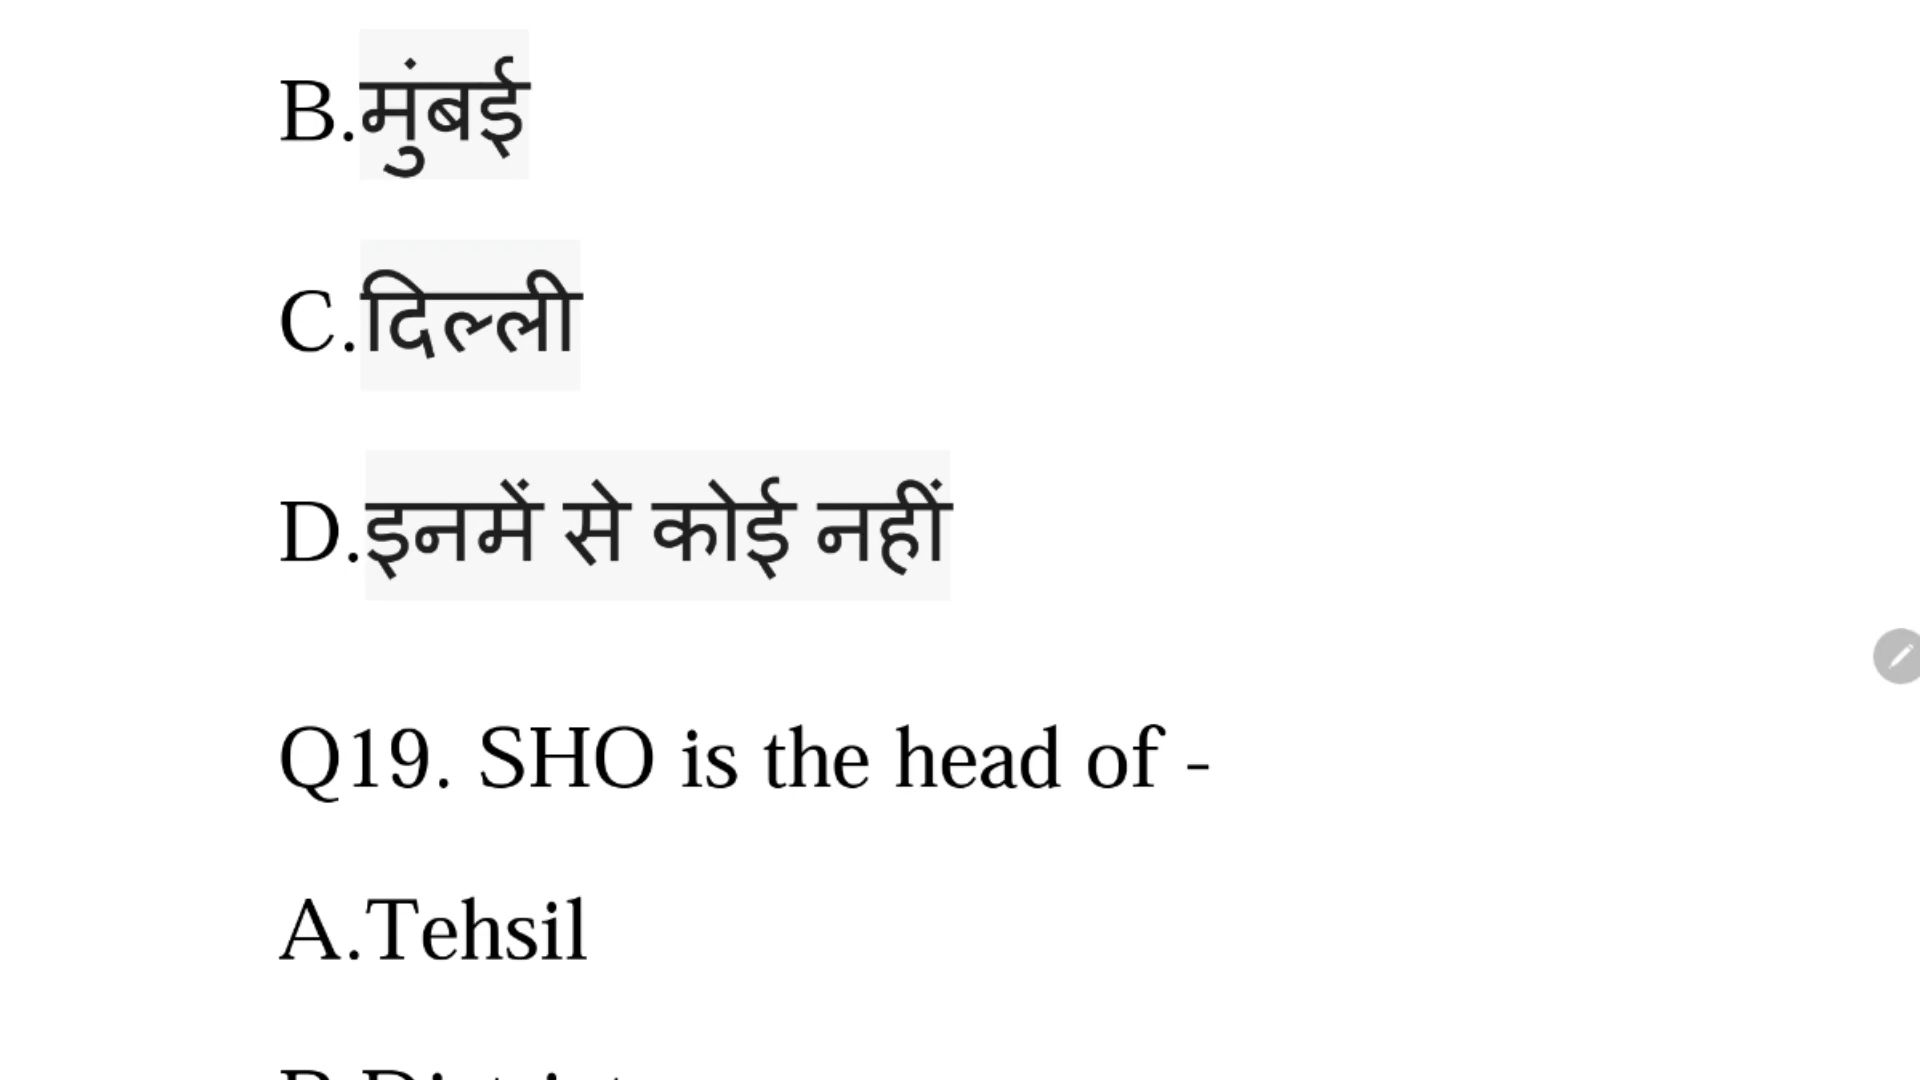 B.मुंबई
C.दिल्ली
D.इनमें से कोई नहीं
Q19. SHO is the head of -
A.Tehsil